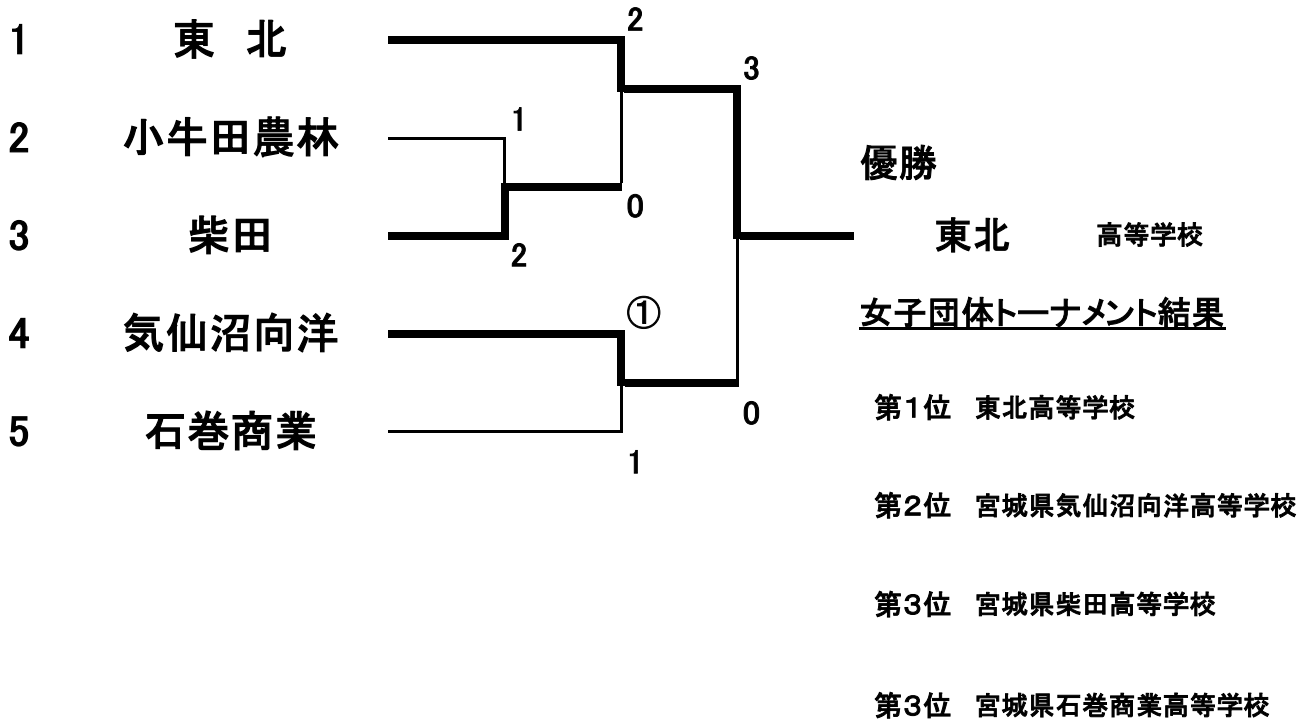 1 東 北
2 小牛田農林
3 柴田
4 気仙沼向洋
5 石巻商業
2
3
1
0
2
①
0
1
優勝
東北 高等学校
女子団体トーナメント結果
第1位 東北高等学校
第2位 宮城県気仙沼向洋高等学校
第3位 宮城県柴田高等学校
第3位 宮城県石巻商業高等学校